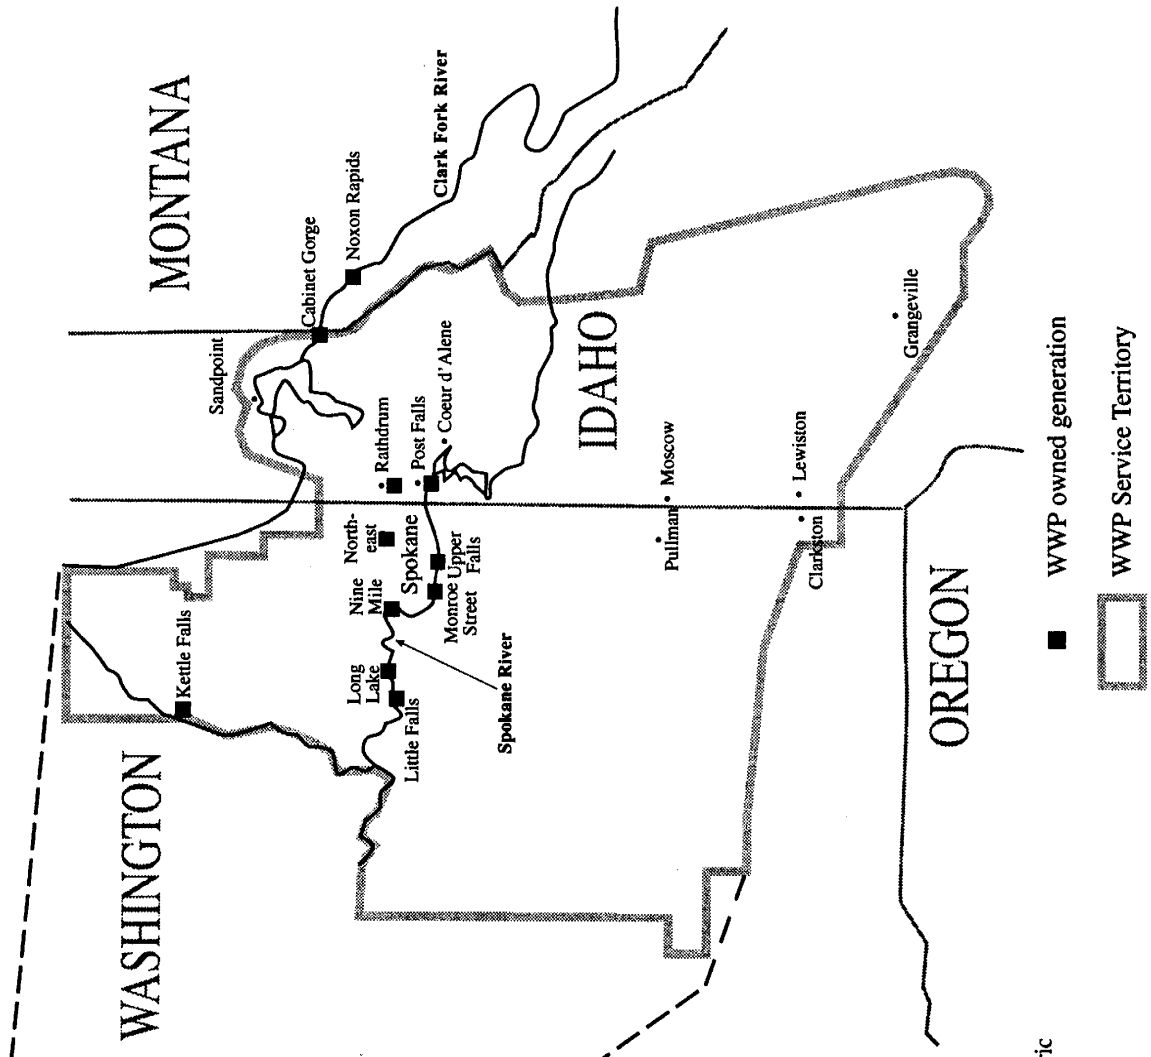 WASHINGTON
MONTANA
IDAHO
OREGON
Kettle Falls
Sandpoint
Cabinet Gorge
Noxon Rapids
Clark Fork River
Rathdrum
Post Falls
Coeur d'Alene
North-
east
Spokane
Upper
Falls
Monroe
Street
Nine
Mile
Long
Lake
Little Falls
Spokane River
Pullman
Moscow
Clarkston
Lewiston
Grangeville
WWP owned generation
WWP Service Territory
ric